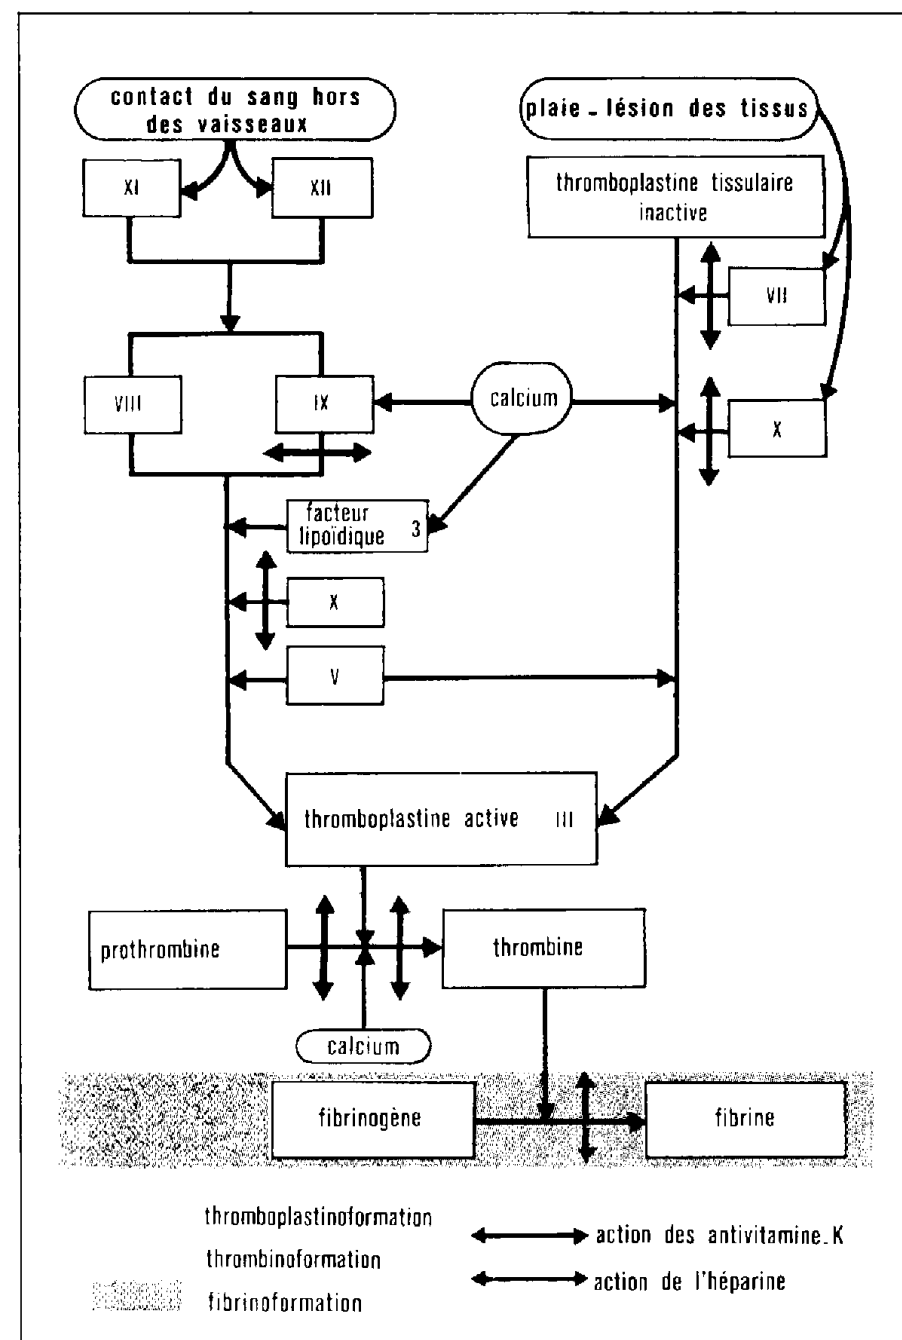 contact du sang hors
des vaisseaux
plaie - lésion des tissus
XI
XII
thromboplastine tissulaire
inactive
VII
VIII
IX
calcium
X
facteur
lipoïdique 3
X
V
thromboplastine active III
prothrombine
thrombine
calcium
fibrinogène
fibrine
thromboplastinoformation
thrombinoformation
fibrinoformation
action des antivitamine-K
action de l'héparine